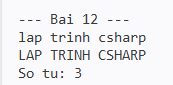 --- Bai 12 ---
lap trinh csharp
LAP TRINH CSHARP
So tu: 3